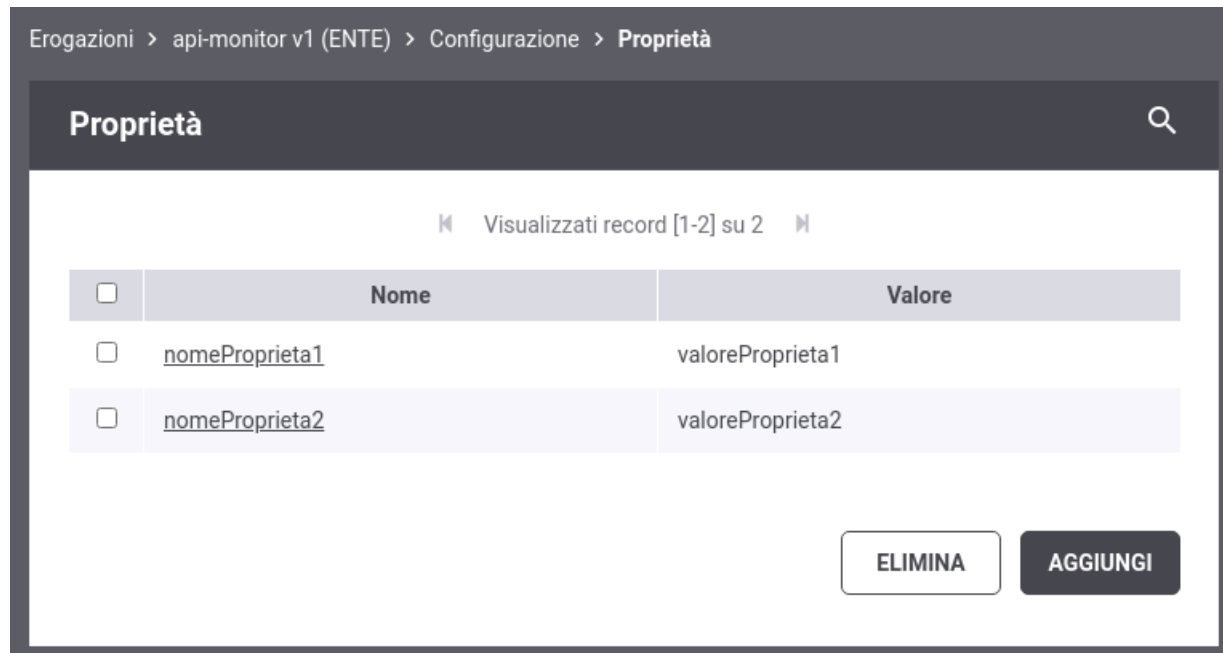 Erogazioni > api-monitor v1 (ENTE) > Configurazione > Proprietà
Proprietà
Visualizzati record [1-2] su 2
Nome Valore
nomeProprieta1 valoreProprieta1
nomeProprieta2 valoreProprieta2
ELIMINA AGGIUNGI